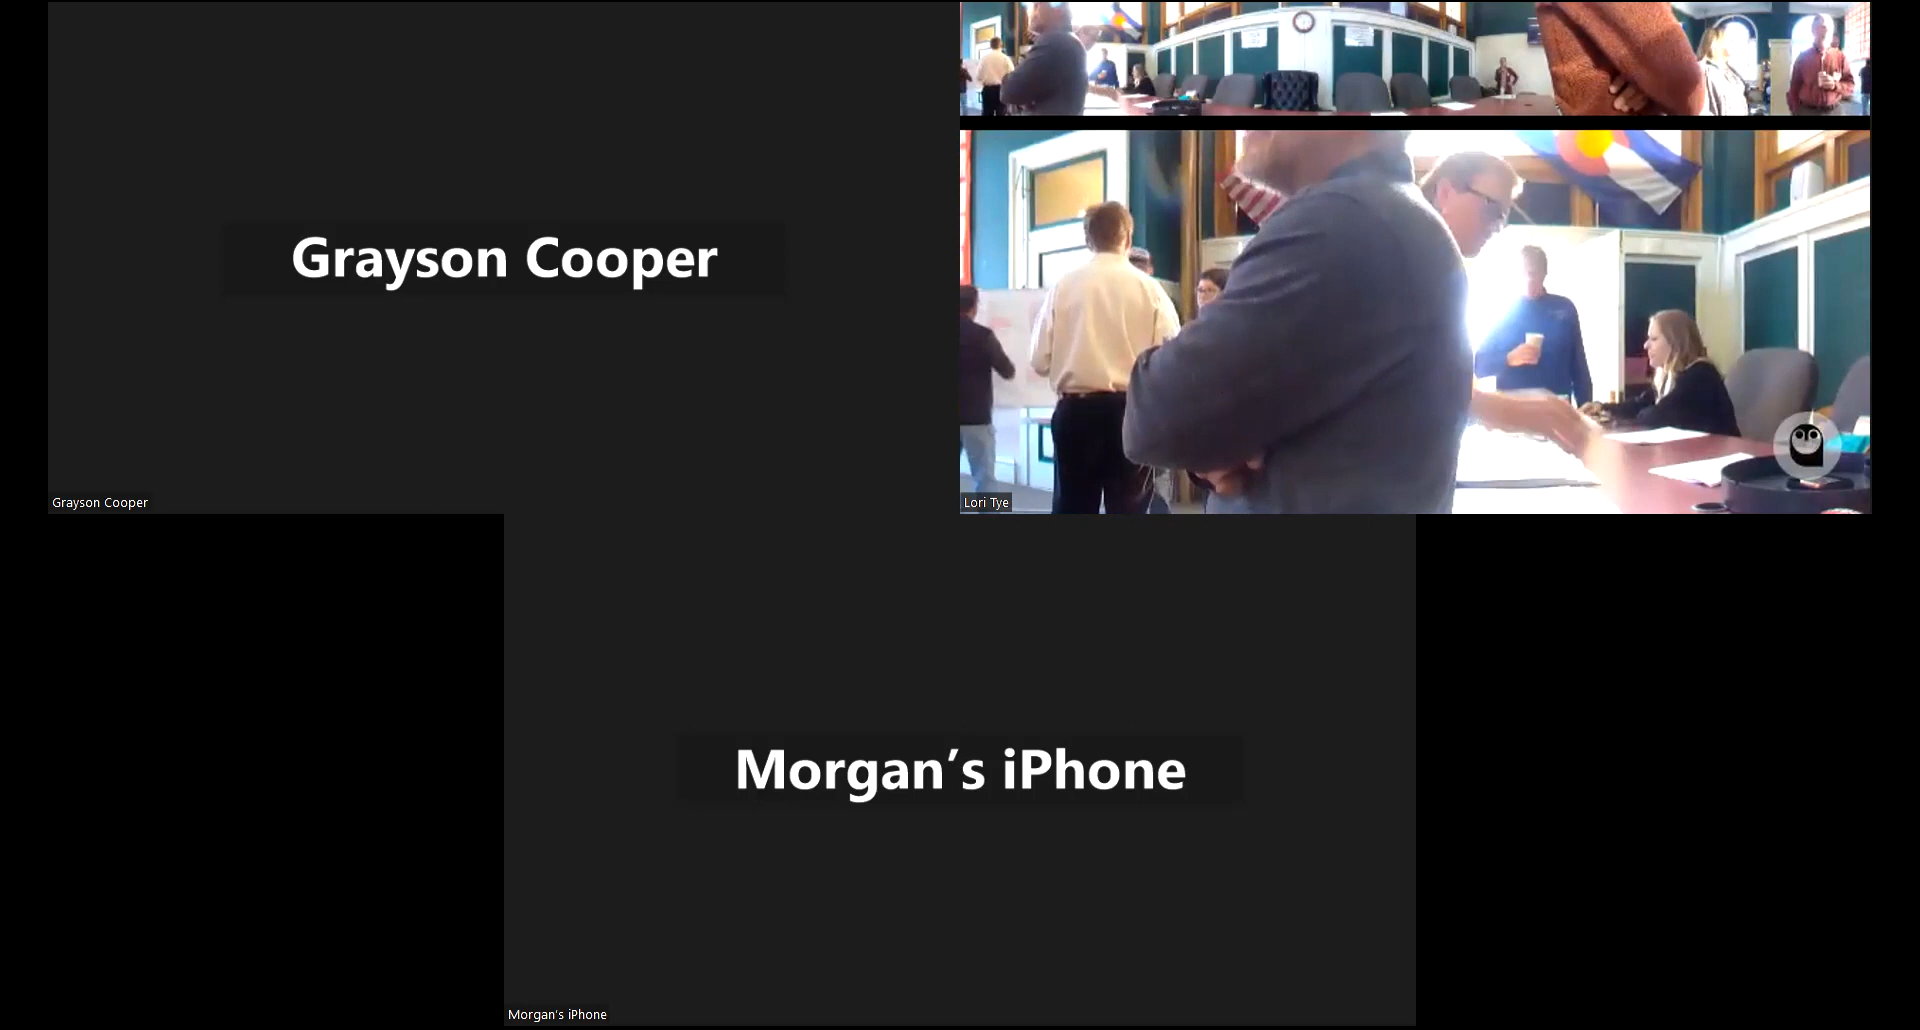 Grayson Cooper
Grayson Cooper
Lori Tye
Morgan’s iPhone
Morgan's iPhone